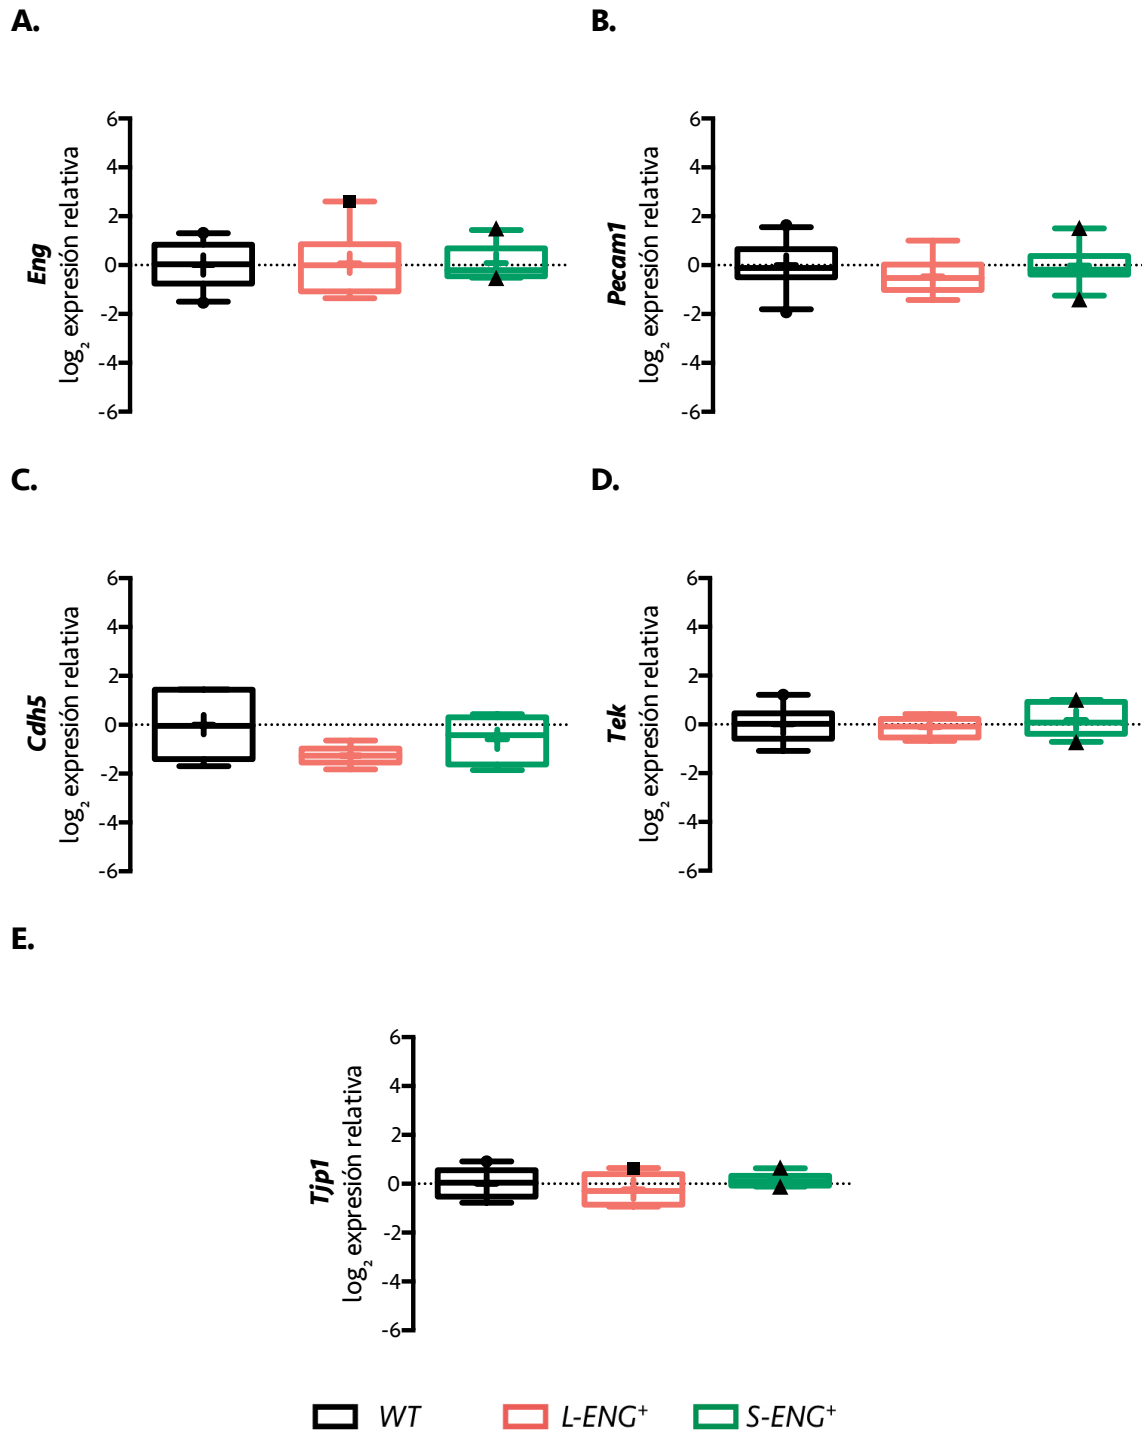 A.
6
4
2
0
-2
-4
-6
Eng
log₂ expresión relativa
B.
6
4
2
0
-2
-4
-6
Pecam1
log₂ expresión relativa
C.
6
4
2
0
-2
-4
-6
Cdh5
log₂ expresión relativa
D.
6
4
2
0
-2
-4
-6
Tek
log₂ expresión relativa
E.
6
4
2
0
-2
-4
-6
Tjp1
log₂ expresión relativa
WT L-ENG⁺ S-ENG⁺